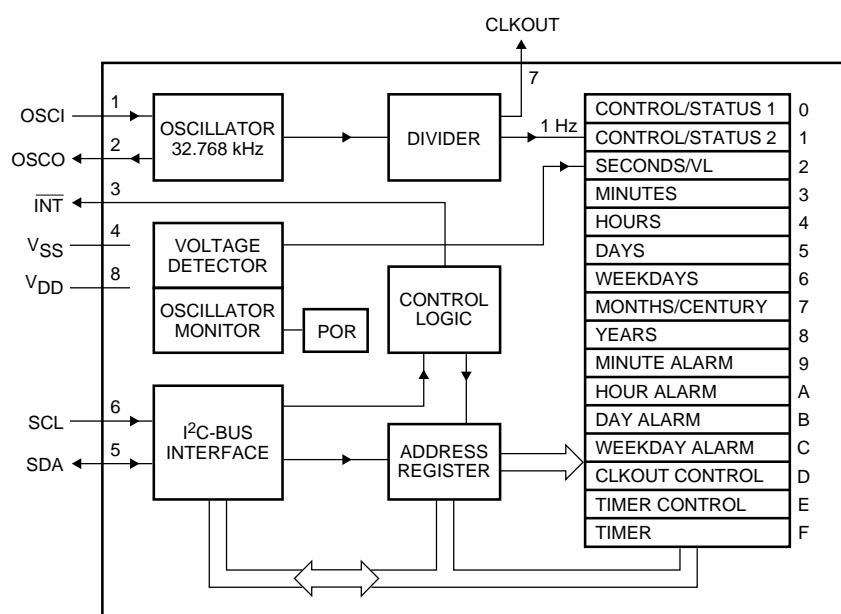 CLKOUT
7
OSCI
1
OSCILLATOR
32.768 kHz
DIVIDER
1 Hz
OSCO
2
INT
3
VSS
4
VOLTAGE
DETECTOR
VDD
8
OSCILLATOR
MONITOR
POR
CONTROL
LOGIC
SCL
6
SDA
5
I2C-BUS
INTERFACE
ADDRESS
REGISTER
CONTROL/STATUS 1 0
CONTROL/STATUS 2 1
SECONDS/VL 2
MINUTES 3
HOURS 4
DAYS 5
WEEKDAYS 6
MONTHS/CENTURY 7
YEARS 8
MINUTE ALARM 9
HOUR ALARM A
DAY ALARM B
WEEKDAY ALARM C
CLKOUT CONTROL D
TIMER CONTROL E
TIMER F